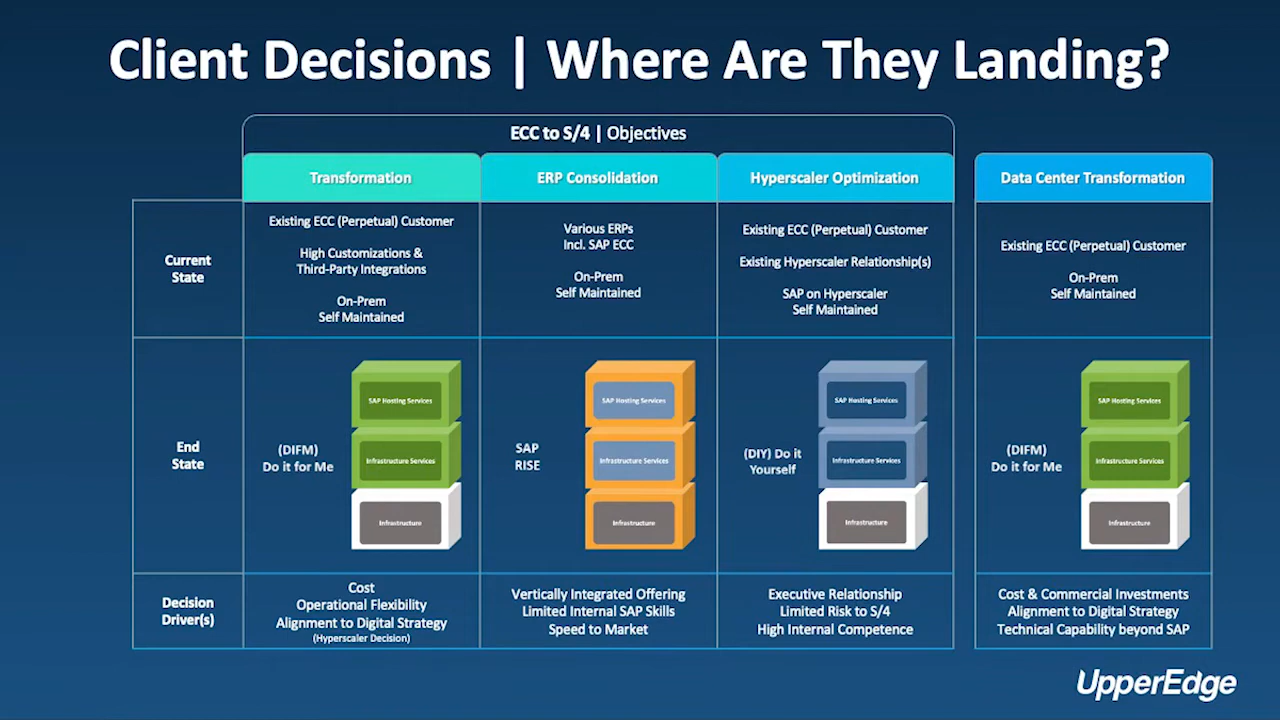 Client Decisions | Where Are They Landing?
ECC to S/4 | Objectives
Transformation
ERP Consolidation
Hyperscaler Optimization
Data Center Transformation
Current
State
Existing ECC (Perpetual) Customer
High Customizations &
Third-Party Integrations
On-Prem
Self Maintained
Various ERPs
Incl. SAP ECC
On-Prem
Self Maintained
Existing ECC (Perpetual) Customer
Existing Hyperscaler Relationship(s)
SAP on Hyperscaler
Self Maintained
Existing ECC (Perpetual) Customer
On-Prem
Self Maintained
End
State
(DIFM)
Do it for Me
SAP Hosting Services
Infrastructure Services
Infrastructure
SAP
RISE
SAP Hosting Services
Infrastructure Services
Infrastructure
(DIY) Do it
Yourself
SAP Hosting Services
Infrastructure Services
Infrastructure
(DIFM)
Do it for Me
SAP Hosting Services
Infrastructure Services
Infrastructure
Decision
Driver(s)
Cost
Operational Flexibility
Alignment to Digital Strategy
(Hyperscaler Decision)
Vertically Integrated Offering
Limited Internal SAP Skills
Speed to Market
Executive Relationship
Limited Risk to S/4
High Internal Competence
Cost & Commercial Investments
Alignment to Digital Strategy
Technical Capability beyond SAP
UpperEdge